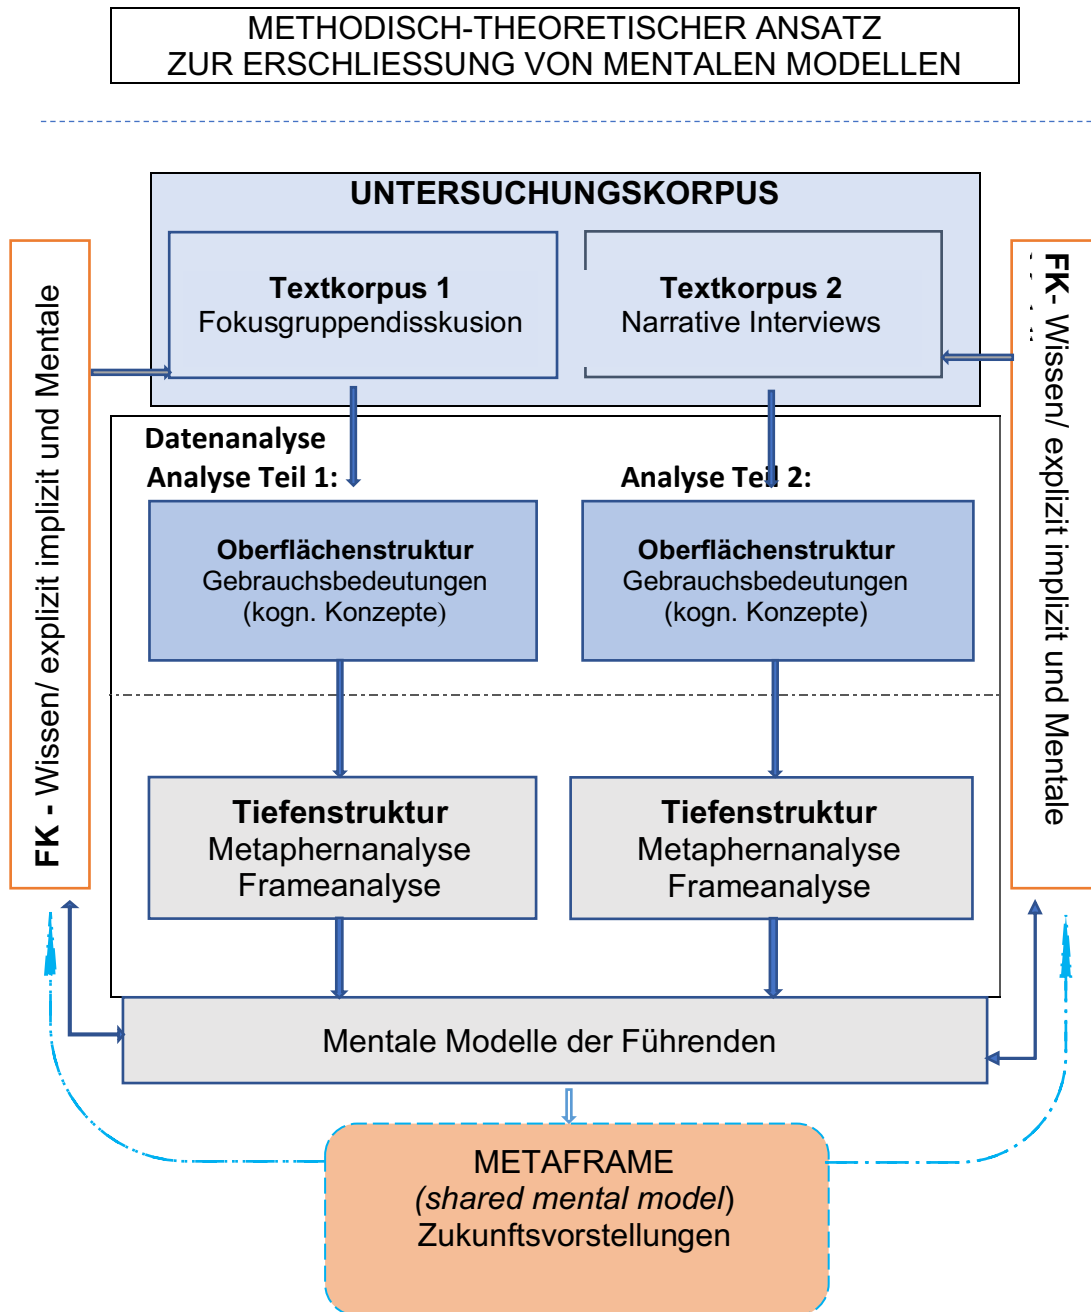 METHODISCH-THEORETISCHER ANSATZ
ZUR ERSCHLIESSUNG VON MENTALEN MODELLEN
UNTERSUCHUNGSKORPUS
Textkorpus 1
Fokusgruppendisskusion
Textkorpus 2
Narrative Interviews
FK - Wissen/ explizit implizit und Mentale
FK- Wissen/ explizit implizit und Mentale
Datenanalyse
Analyse Teil 1:
Analyse Teil 2:
Oberflächenstruktur
Gebrauchsbedeutungen
(kogn. Konzepte)
Oberflächenstruktur
Gebrauchsbedeutungen
(kogn. Konzepte)
Tiefenstruktur
Metaphernanalyse
Frameanalyse
Tiefenstruktur
Metaphernanalyse
Frameanalyse
Mentale Modelle der Führenden
METAFRAME
(shared mental model)
Zukunftsvorstellungen